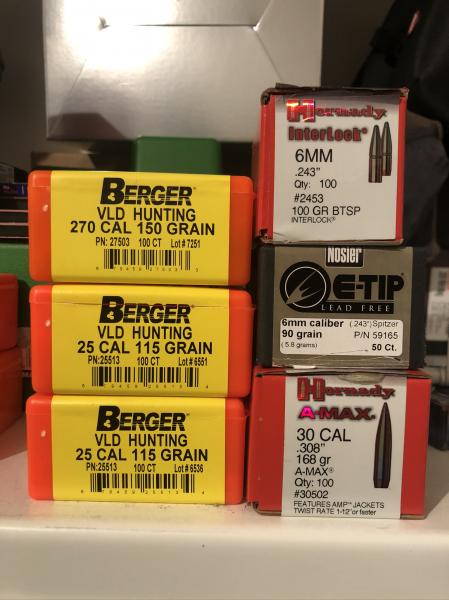 BERGER
VLD HUNTING
270 CAL 150 GRAIN
PN: 27503 100 CT Lot # 7251
BERGER
VLD HUNTING
25 CAL 115 GRAIN
PN:25513 100 CT Lot #6551
BERGER
VLD HUNTING
25 CAL 115 GRAIN
PN:25513 100 CT Lot #6536
Hornady
InterLock®
6MM
.243"
Qty: 100
#2453
100 GR BTSP
INTERLOCK®
Nosler
E-TIP
LEAD FREE
6mm caliber (.243") Spitzer
90 grain P/N 59165
(5.8 grams) 50 Ct.
Hornady
A-MAX®
30 CAL
.308"
168 gr
A-MAX®
Qty: 100
#30502
FEATURES AMP™ JACKETS
TWIST RATE 1-12" or faster